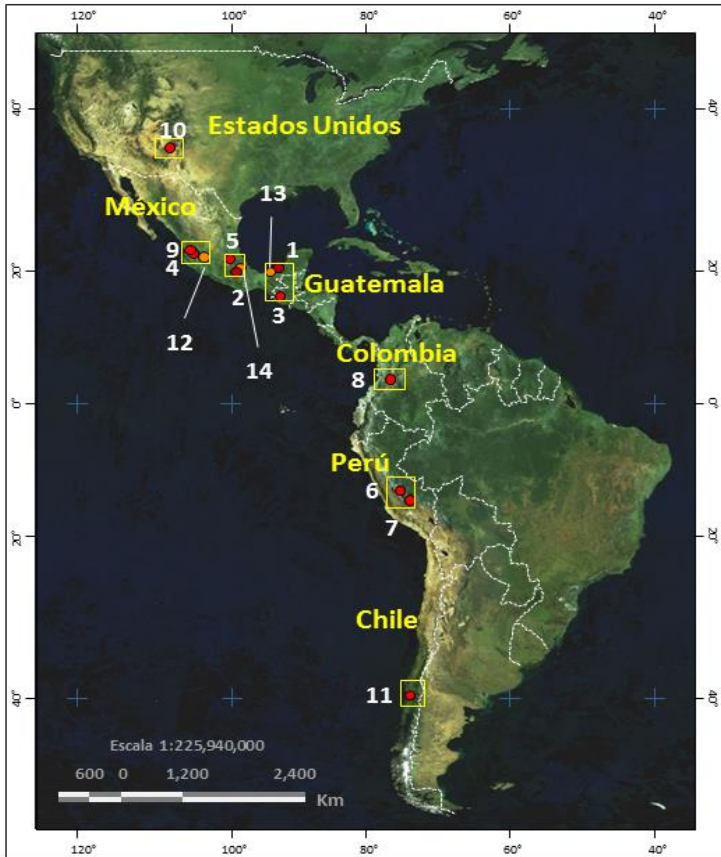 120° 100° 80° 60° 40°
40° 40°
10 Estados Unidos
13
México
9 5 1
4
20° 20°
2 3 Guatemala
12 14
Colombia
8
0° 0°
Perú
6
7
20° 20°
Chile
11
40° 40°
Escala 1:225,940,000
600 0 1,200 2,400
Km
120° 100° 80° 60° 40°